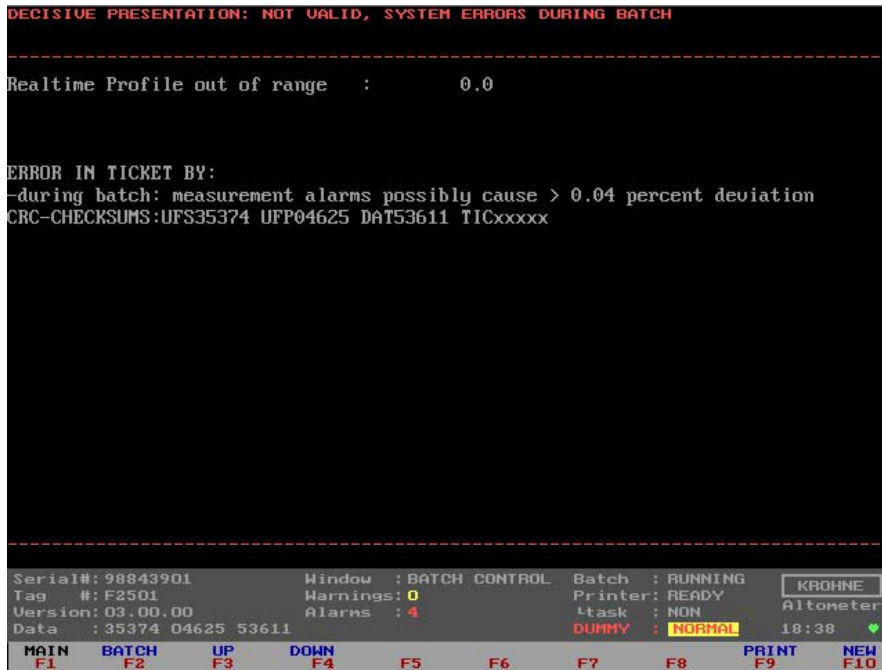 DECISIVE PRESENTATION: NOT VALID, SYSTEM ERRORS DURING BATCH
Realtime Profile out of range : 0.0
ERROR IN TICKET BY:
-during batch: measurement alarms possibly cause > 0.04 percent deviation
CRC-CHECKSUMS:UFS35374 UFP04625 DAT53611 TICxxxxx
Serial#: 98843901 Window : BATCH CONTROL Batch : RUNNING KROHNE
Tag #: F2501 Warnings: 0 Printer: READY Altometer
Version: 03.00.00 Alarms : 4 └task : NON
Data : 35374 04625 53611 DUMMY : NORMAL 18:38 ♥
MAIN BATCH UP DOWN PRINT NEW
F1 F2 F3 F4 F5 F6 F7 F8 F9 F10